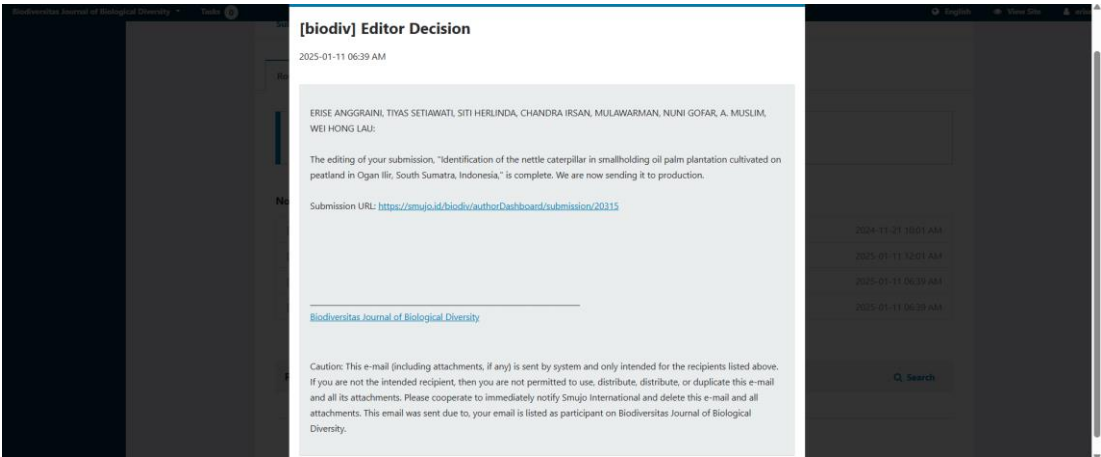 Biodiversitas Journal of Biological Diversity Tasks 0 English View Site
[biodiv] Editor Decision
2025-01-11 06:39 AM
ERISE ANGGRAINI, TIYAS SETIAWATI, SITI HERLINDA, CHANDRA IRSAN, MULAWARMAN, NUNI GOFAR, A. MUSLIM,
WEI HONG LAU:
The editing of your submission, "Identification of the nettle caterpillar in smallholding oil palm plantation cultivated on
peatland in Ogan Ilir, South Sumatra, Indonesia," is complete. We are now sending it to production.
No
Submission URL: https://smujo.id/biodiv/authorDashboard/submission/20315
2024-11-21 10:01 AM
2025-01-11 12:01 AM
2025-01-11 06:39 AM
2025-01-11 06:39 AM
Biodiversitas Journal of Biological Diversity
Caution: This e-mail (including attachments, if any) is sent by system and only intended for the recipients listed above.
Search
If you are not the intended recipient, then you are not permitted to use, distribute, distribute, or duplicate this e-mail
and all its attachments. Please cooperate to immediately notify Smujo International and delete this e-mail and all
attachments. This email was sent due to, your email is listed as participant on Biodiversitas Journal of Biological
Diversity.